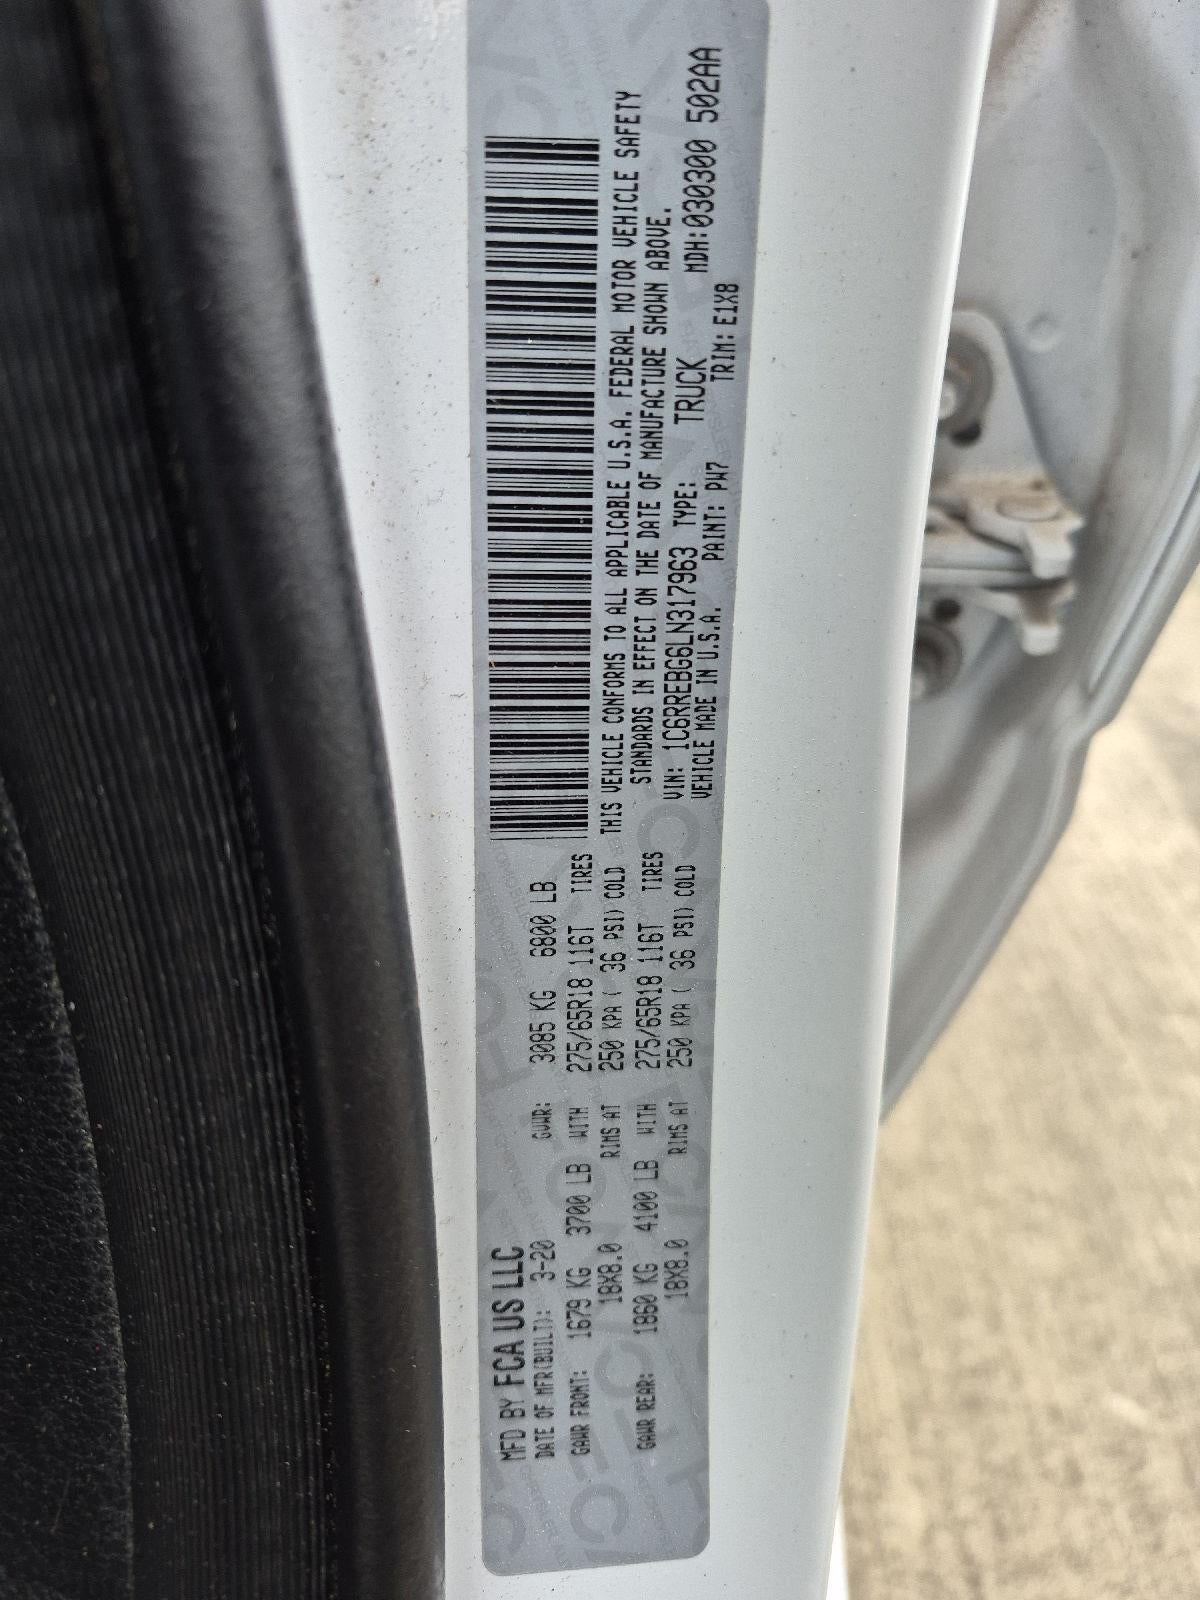 MFD BY FCA US LLC
DATE OF MFR(BUILT): 3-20 GVWR: 3085 KG 6800 LB
GAWR FRONT: 1679 KG 3700 LB WITH 275/65R18 116T TIRES
18X8.0 RIMS AT 250 KPA ( 36 PSI) COLD
GAWR REAR: 1860 KG 4100 LB WITH 275/65R18 116T TIRES
18X8.0 RIMS AT 250 KPA ( 36 PSI) COLD
THIS VEHICLE CONFORMS TO ALL APPLICABLE U.S.A. FEDERAL MOTOR VEHICLE SAFETY
STANDARDS IN EFFECT ON THE DATE OF MANUFACTURE SHOWN ABOVE.
VIN: 1C6RREBG6LN317963 TYPE: TRUCK MDH:030300 502AA
VEHICLE MADE IN U.S.A. PAINT: PW7 TRIM: E1X8